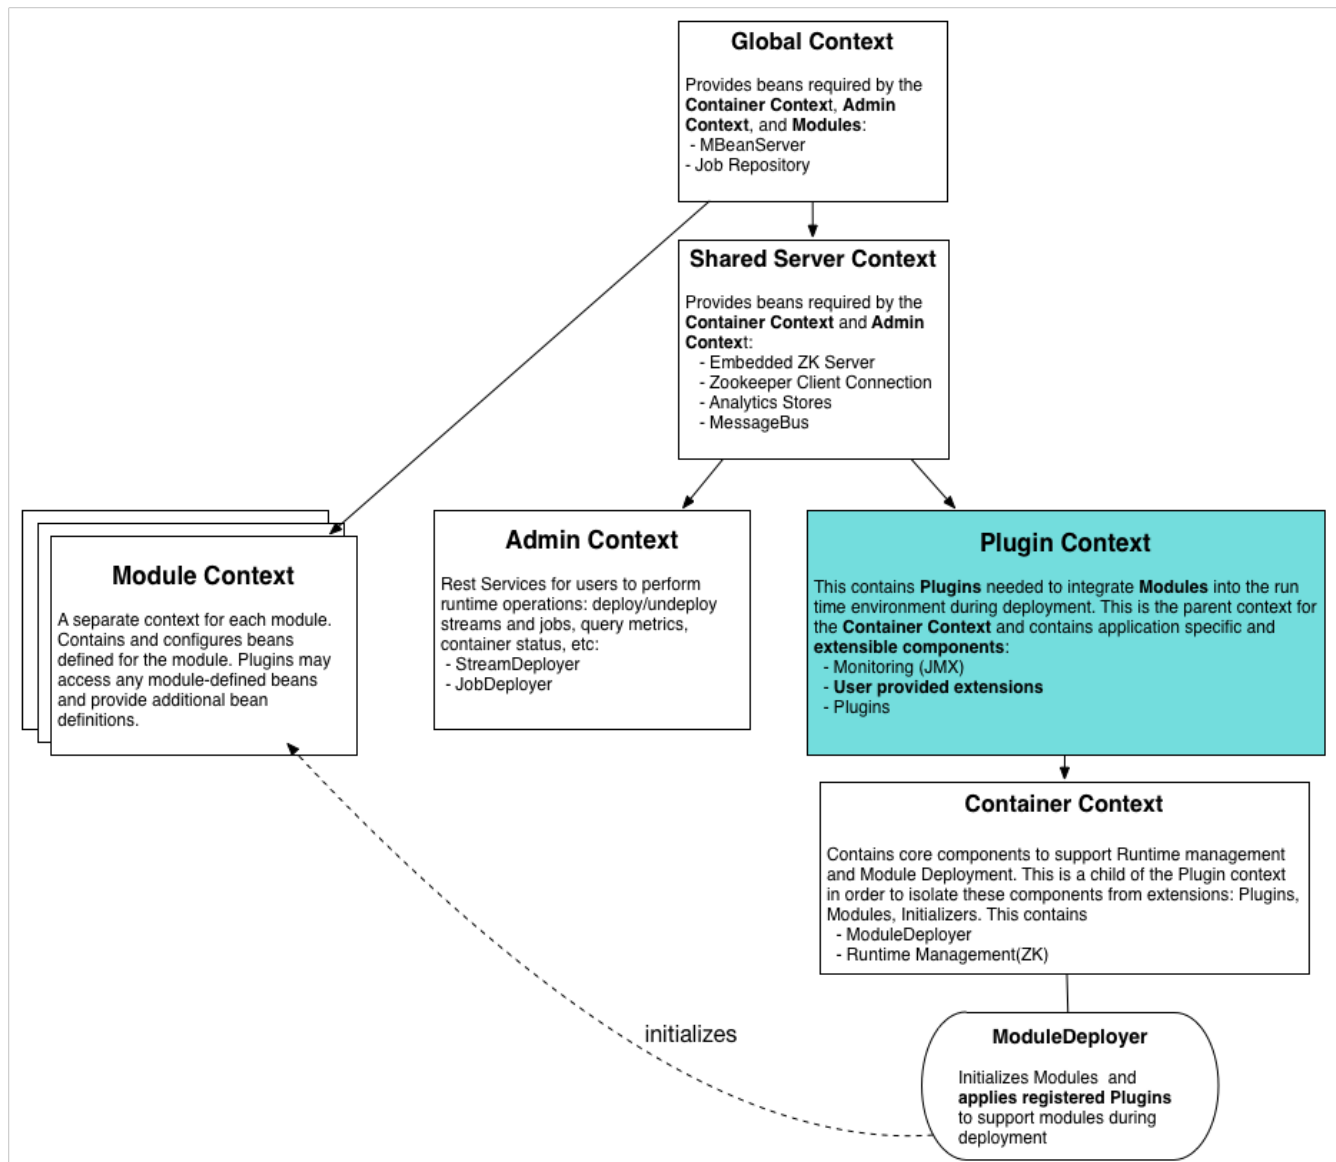 Global Context
Provides beans required by the
Container Context, Admin
Context, and Modules:
- MBeanServer
- Job Repository
Shared Server Context
Provides beans required by the
Container Context and Admin
Context:
- Embedded ZK Server
- Zookeeper Client Connection
- Analytics Stores
- MessageBus
Module Context
A separate context for each module.
Contains and configures beans
defined for the module. Plugins may
access any module-defined beans
and provide additional bean
definitions.
Admin Context
Rest Services for users to perform
runtime operations: deploy/undeploy
streams and jobs, query metrics,
container status, etc:
- StreamDeployer
- JobDeployer
Plugin Context
This contains Plugins needed to integrate Modules into the run
time environment during deployment. This is the parent context for
the Container Context and contains application specific and
extensible components:
- Monitoring (JMX)
- User provided extensions
- Plugins
Container Context
Contains core components to support Runtime management
and Module Deployment. This is a child of the Plugin context
in order to isolate these components from extensions: Plugins,
Modules, Initializers. This contains
- ModuleDeployer
- Runtime Management(ZK)
initializes
ModuleDeployer
Initializes Modules and
applies registered Plugins
to support modules during
deployment